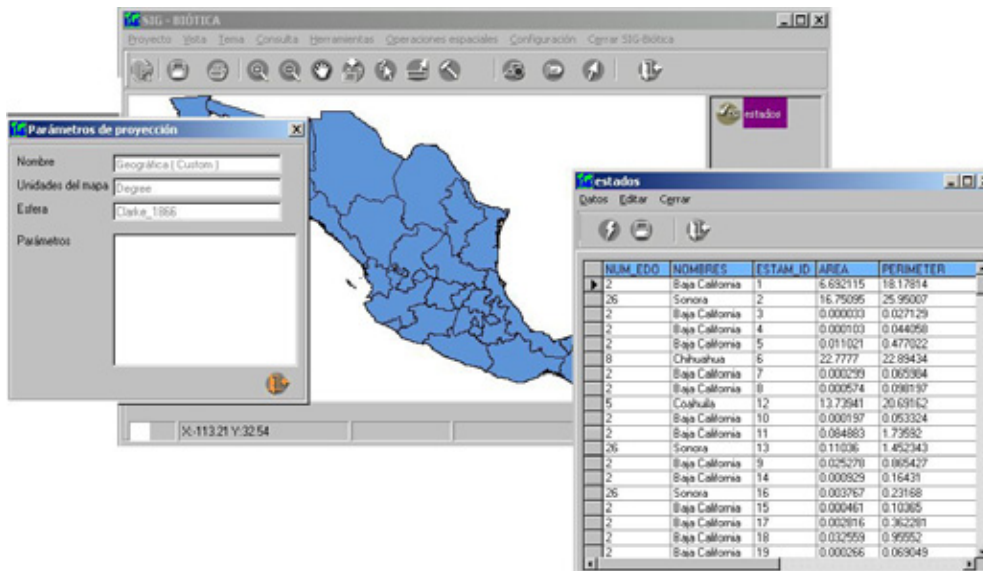 SIG - BIÓTICA
Proyecto Vista Tema Consulta Herramientas Operaciones espaciales Configuración Cerrar SIG-Biótica
estados
X:-113.21 Y:32.54
Parámetros de proyección
Nombre Geográfica ( Custom )
Unidades del mapa Degree
Esfera Clarke_1866
Parámetros
estados
Datos Editar Cerrar
NUM_EDO NOMBRES ESTAM_ID AREA PERIMETER
2 Baja California 1 6.692115 18.17814
26 Sonora 2 16.75095 25.95007
2 Baja California 3 0.000033 0.027129
2 Baja California 4 0.000103 0.044058
2 Baja California 5 0.011021 0.477022
8 Chihuahua 6 22.7777 22.89434
2 Baja California 7 0.000299 0.065984
2 Baja California 8 0.000574 0.098197
5 Coahuila 12 13.73941 20.69162
2 Baja California 10 0.000197 0.053324
2 Baja California 11 0.084883 1.73592
26 Sonora 13 0.11036 1.452343
2 Baja California 9 0.025278 0.865427
2 Baja California 14 0.000929 0.16431
26 Sonora 16 0.003767 0.23168
2 Baja California 15 0.000461 0.10365
2 Baja California 17 0.002816 0.362281
2 Baja California 18 0.032559 0.95552
2 Baja California 19 0.000266 0.069049